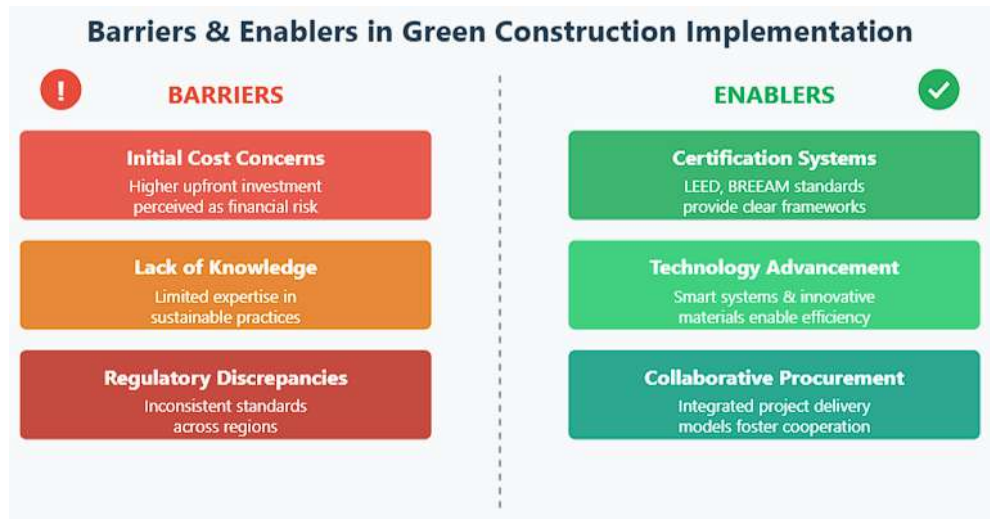 Barriers & Enablers in Green Construction Implementation
!
BARRIERS
Initial Cost Concerns
Higher upfront investment
perceived as financial risk
Lack of Knowledge
Limited expertise in
sustainable practices
Regulatory Discrepancies
Inconsistent standards
across regions
ENABLERS
Certification Systems
LEED, BREEAM standards
provide clear frameworks
Technology Advancement
Smart systems & innovative
materials enable efficiency
Collaborative Procurement
Integrated project delivery
models foster cooperation